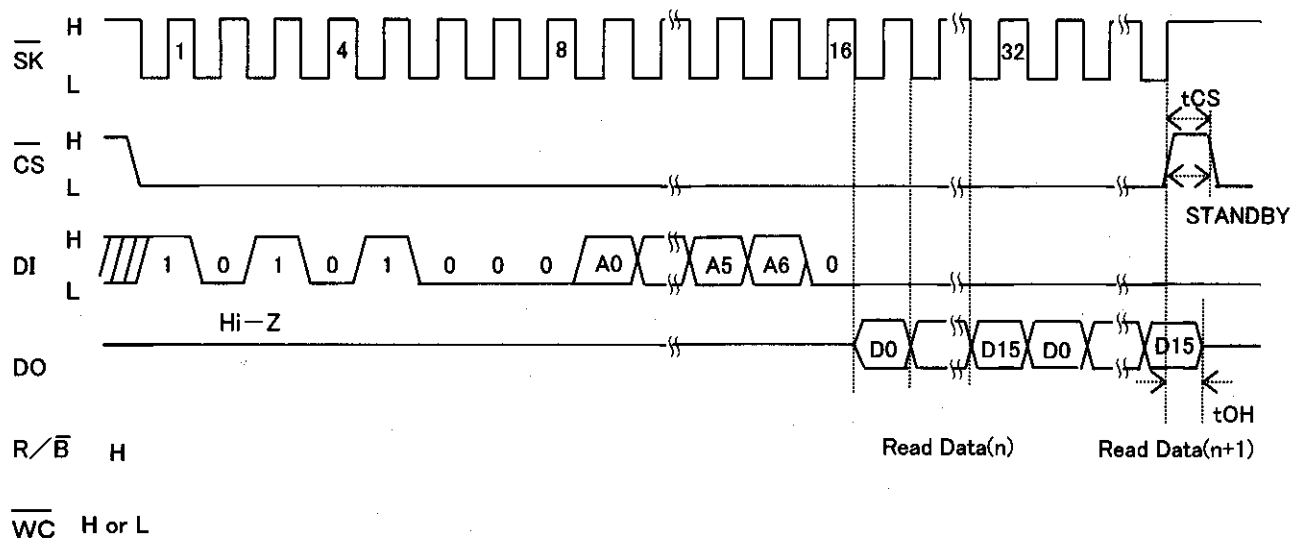 H
SK
L
1 4 8 16 32
tCS
H
CS
L
STANDBY
H
DI
L
1 0 1 0 1 0 0 0 A0 A5 A6 0
Hi-Z
DO
D0 D15 D0 D15
tOH
R/B H
Read Data(n) Read Data(n+1)
WC H or L